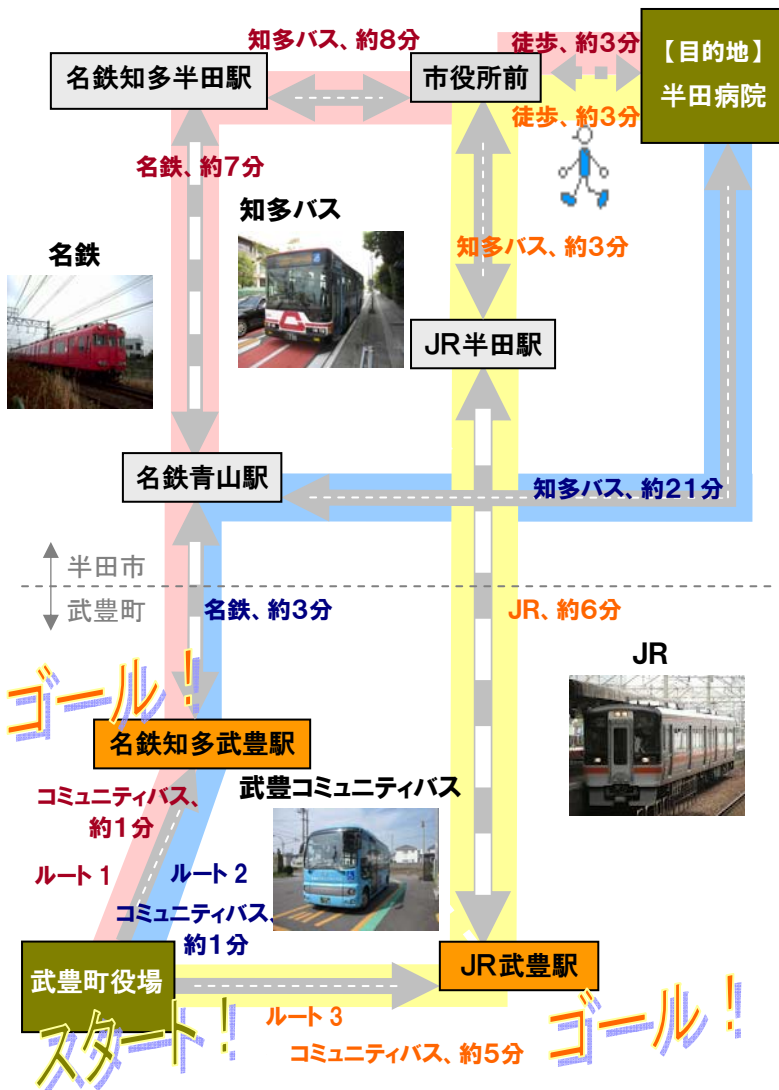 知多バス、約8分
徒歩、約3分
【目的地】
半田病院
名鉄知多半田駅
市役所前
徒歩、約3分
名鉄、約7分
知多バス
知多バス、約3分
名鉄
JR半田駅
名鉄青山駅
知多バス、約21分
半田市
武豊町
名鉄、約3分
JR、約6分
JR
ゴール!
名鉄知多武豊駅
コミュニティバス、
約1分
武豊コミュニティバス
ルート1
ルート2
コミュニティバス、
約1分
武豊町役場
JR武豊駅
スタート!
ルート3
ゴール!
コミュニティバス、約5分